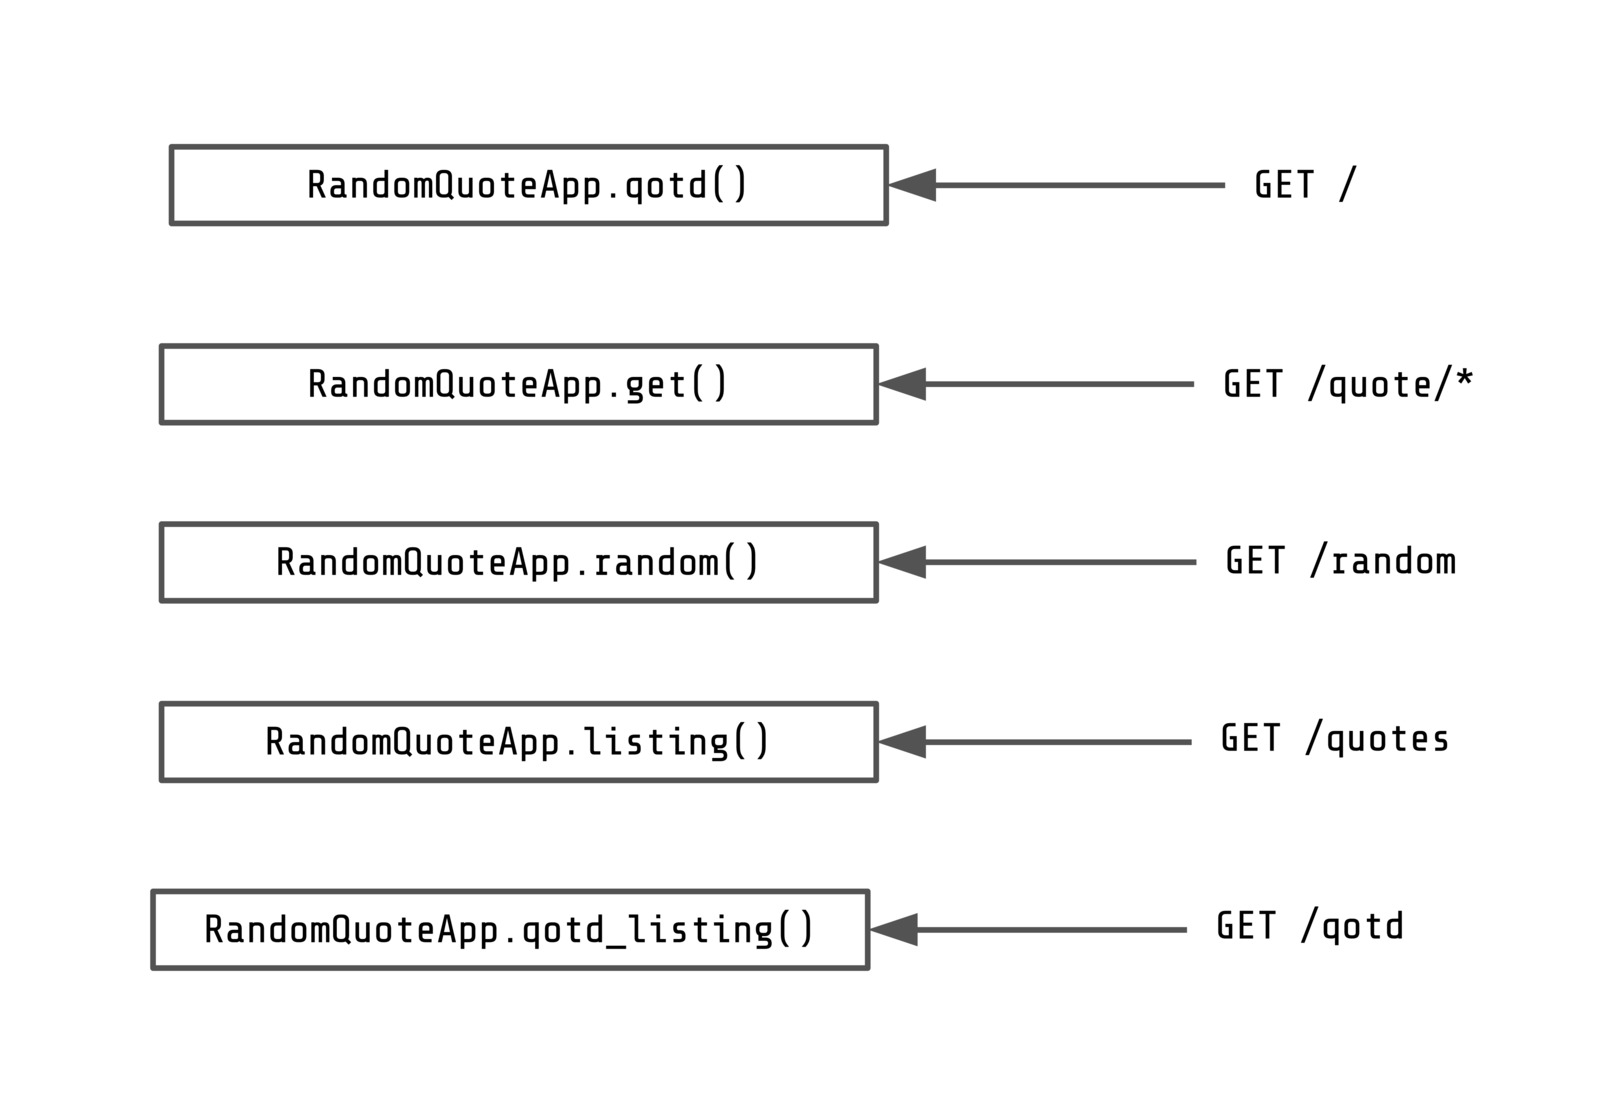 RandomQuoteApp.qotd() GET /
RandomQuoteApp.get() GET /quote/*
RandomQuoteApp.random() GET /random
RandomQuoteApp.listing() GET /quotes
RandomQuoteApp.qotd_listing() GET /qotd